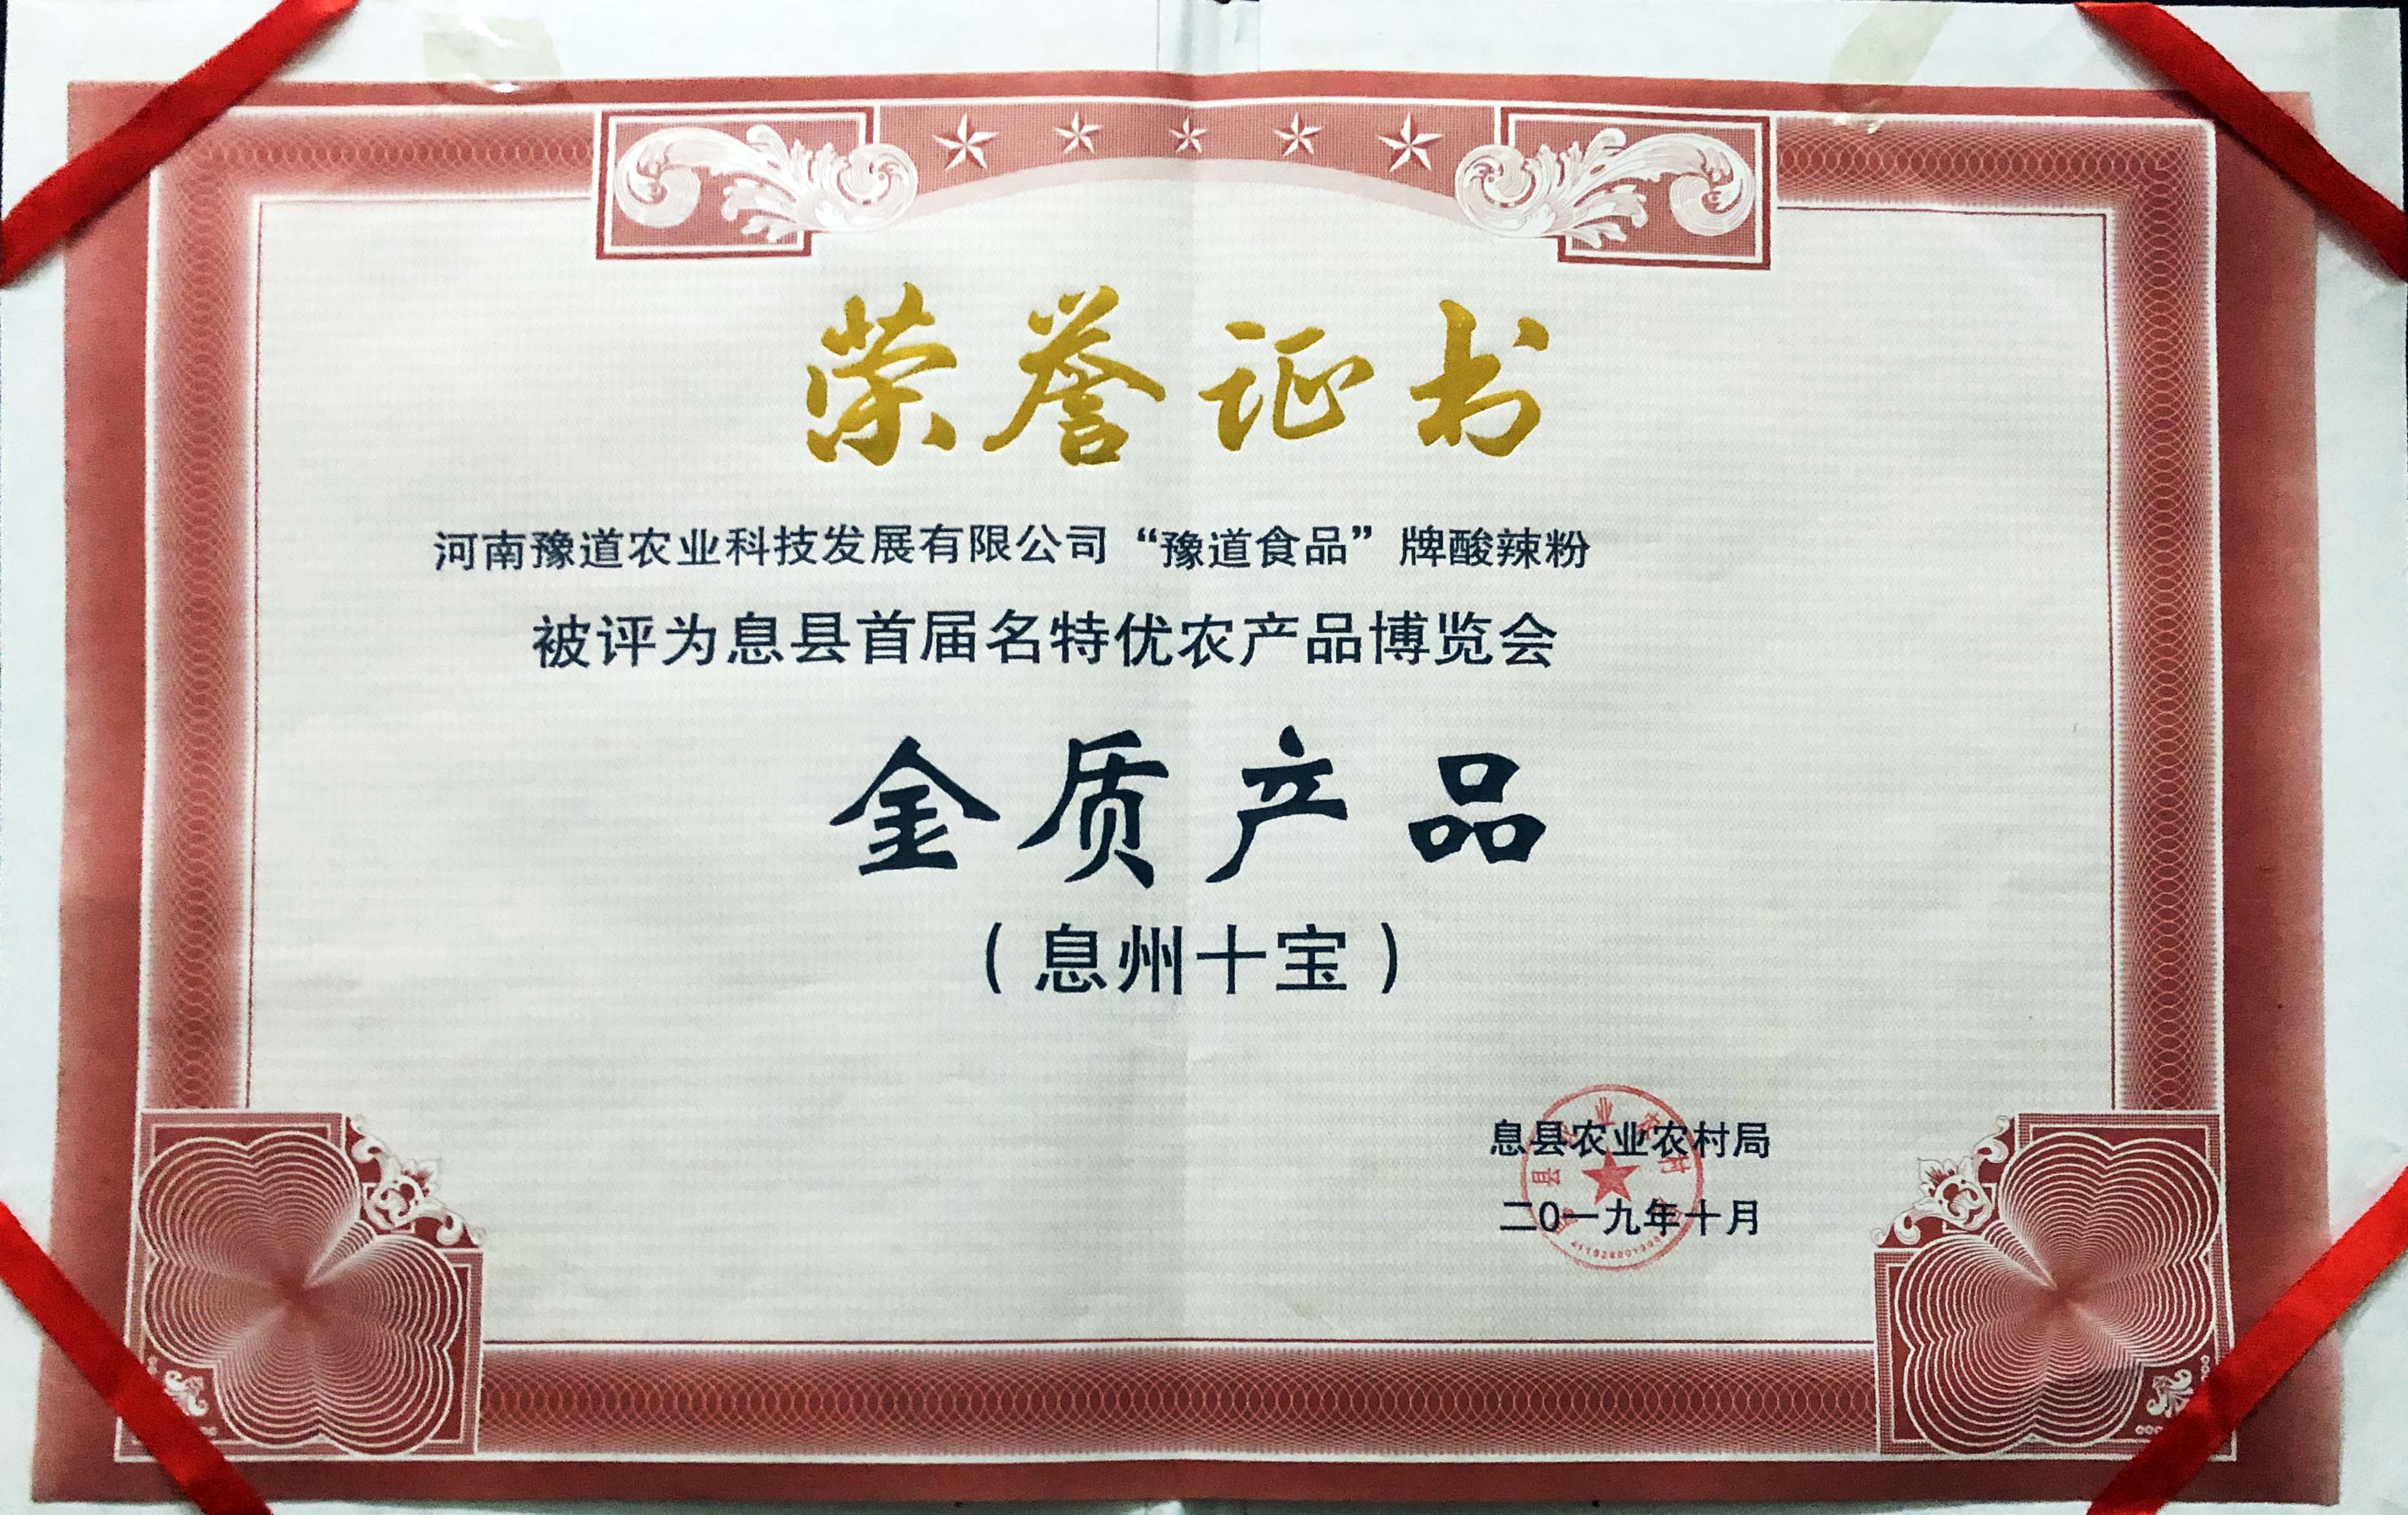 荣誉证书
河南豫道农业科技发展有限公司“豫道食品”牌酸辣粉
被评为息县首届名特优农产品博览会
金质产品
（息州十宝）
息县农业农村局
二0一九年十月